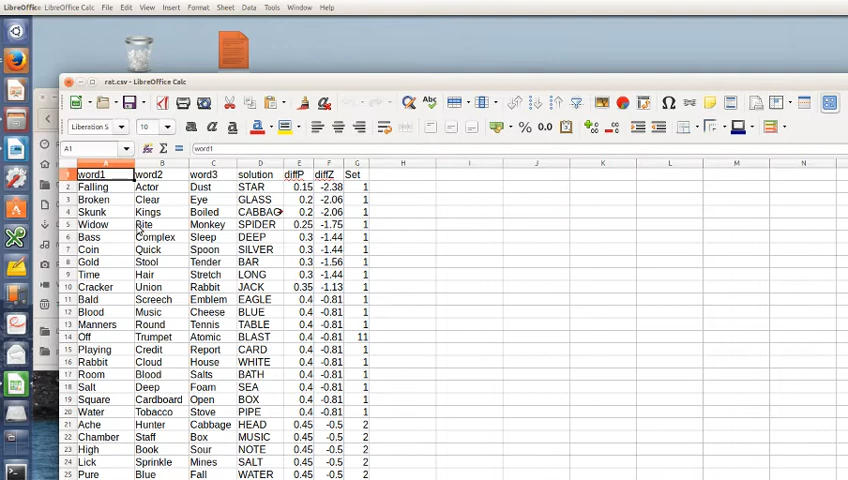 LibreOffice LibreOffice Calc File Edit View Insert Format Sheet Data Tools Window Help
rat.csv - LibreOffice Calc
Liberation S 10
A1 word1
A B C D E F G H I J K L M N
1 word1 word2 word3 solution diffP diffZ Set
2 Falling Actor Dust STAR 0.15 -2.38 1
3 Broken Clear Eye GLASS 0.2 -2.06 1
4 Skunk Kings Boiled CABBAG 0.2 -2.06 1
5 Widow Bite Monkey SPIDER 0.25 -1.75 1
6 Bass Complex Sleep DEEP 0.3 -1.44 1
7 Coin Quick Spoon SILVER 0.3 -1.44 1
8 Gold Stool Tender BAR 0.3 -1.56 1
9 Time Hair Stretch LONG 0.3 -1.44 1
10 Cracker Union Rabbit JACK 0.35 -1.13 1
11 Bald Screech Emblem EAGLE 0.4 -0.81 1
12 Blood Music Cheese BLUE 0.4 -0.81 1
13 Manners Round Tennis TABLE 0.4 -0.81 1
14 Off Trumpet Atomic BLAST 0.4 -0.81 11
15 Playing Credit Report CARD 0.4 -0.81 1
16 Rabbit Cloud House WHITE 0.4 -0.81 1
17 Room Blood Salts BATH 0.4 -0.81 1
18 Salt Deep Foam SEA 0.4 -0.81 1
19 Square Cardboard Open BOX 0.4 -0.81 1
20 Water Tobacco Stove PIPE 0.4 -0.81 1
21 Ache Hunter Cabbage HEAD 0.45 -0.5 2
22 Chamber Staff Box MUSIC 0.45 -0.5 2
23 High Book Sour NOTE 0.45 -0.5 2
24 Lick Sprinkle Mines SALT 0.45 -0.5 2
25 Pure Blue Fall WATER 0.45 -0.5 2